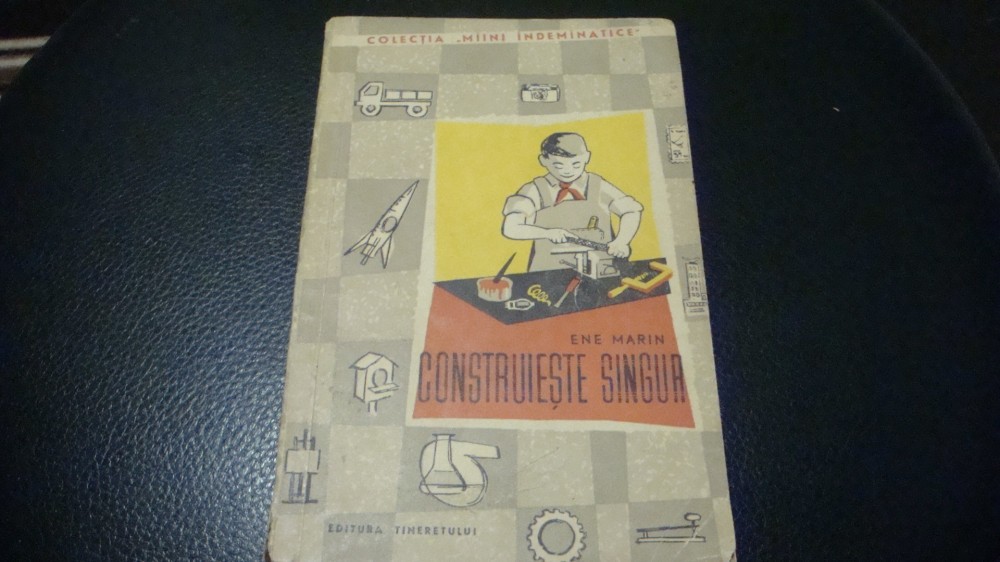 COLECȚIA „MÎINI ÎNDEMÎNATICE”
ENE MARIN
CONSTRUIEȘTE SINGUR
EDITURA TINERETULUI